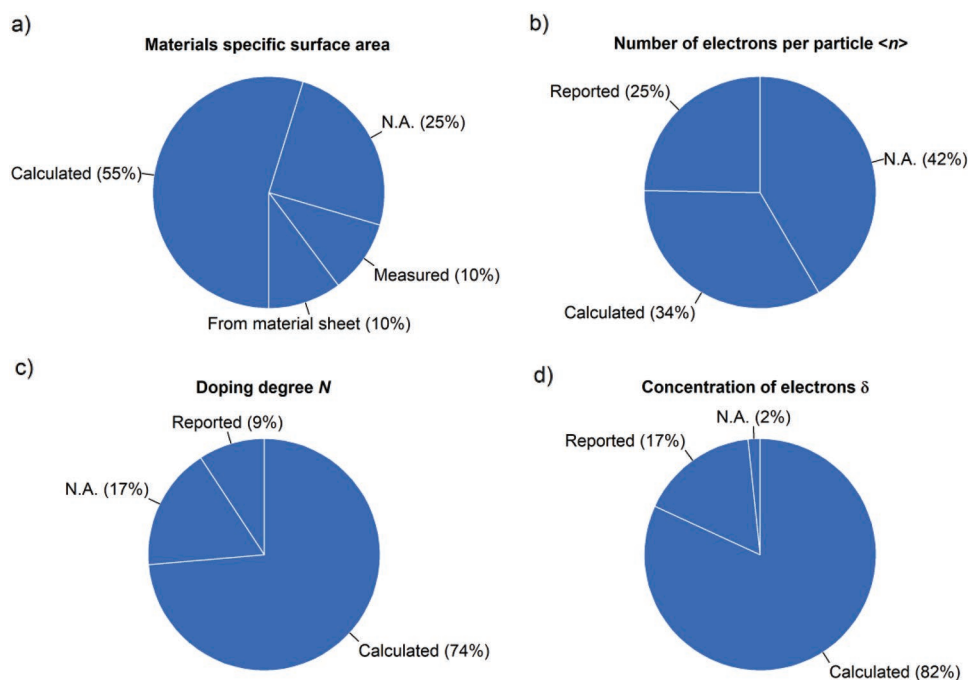 a)
Materials specific surface area
N.A. (25%)
Calculated (55%)
Measured (10%)
From material sheet (10%)
b)
Number of electrons per particle <n>
Reported (25%)
N.A. (42%)
Calculated (34%)
c)
Doping degree N
Reported (9%)
N.A. (17%)
Calculated (74%)
d)
Concentration of electrons δ
N.A. (2%)
Reported (17%)
Calculated (82%)